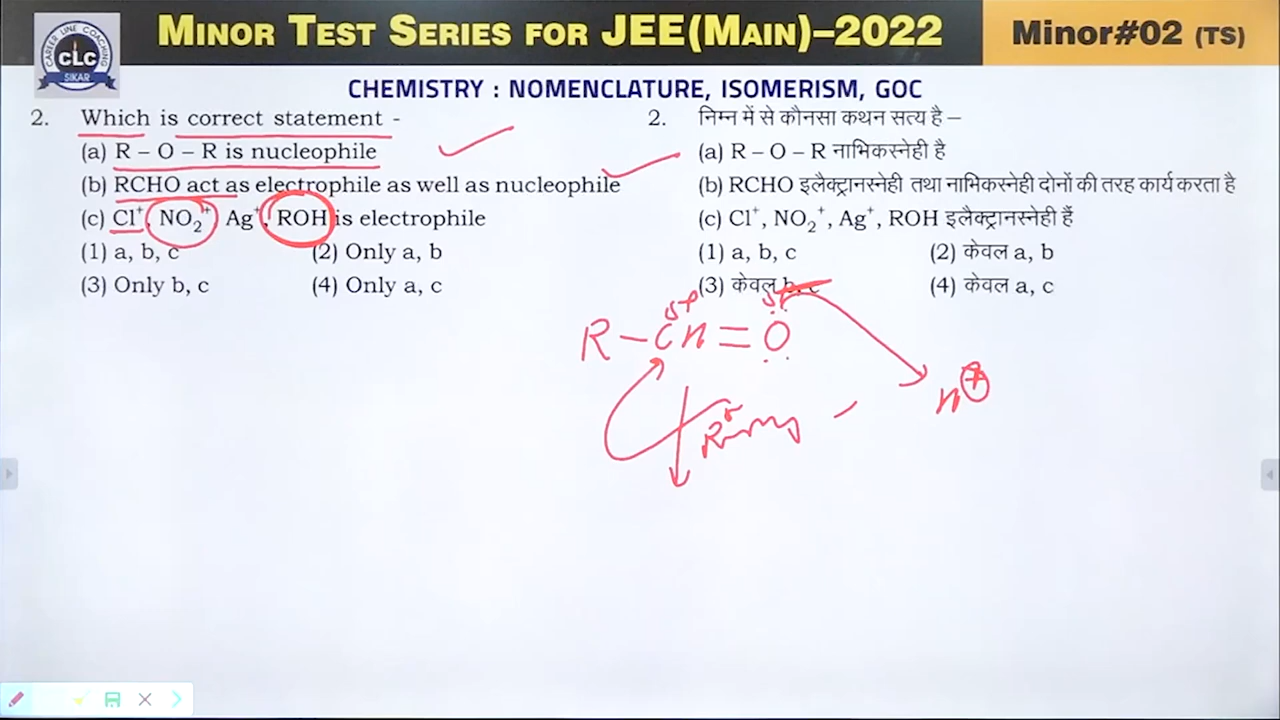 CAREER LINE COACHING
CLC
SIKAR
MINOR TEST SERIES FOR JEE(MAIN)–2022
Minor#02 (TS)
CHEMISTRY : NOMENCLATURE, ISOMERISM, GOC
2. Which is correct statement -
(a) R – O – R is nucleophile
(b) RCHO act as electrophile as well as nucleophile
(c) Cl⁺, NO₂⁺ Ag⁺, ROH is electrophile
(1) a, b, c (2) Only a, b
(3) Only b, c (4) Only a, c
2. निम्न में से कौनसा कथन सत्य है –
(a) R – O – R नाभिकस्नेही है
(b) RCHO इलैक्ट्रानस्नेही तथा नाभिकस्नेही दोनों की तरह कार्य करता है
(c) Cl⁺, NO₂⁺, Ag⁺, ROH इलैक्ट्रानस्नेही हैं
(1) a, b, c (2) केवल a, b
(3) केवल b, c (4) केवल a, c
δ+
R – CH = O
H⊕